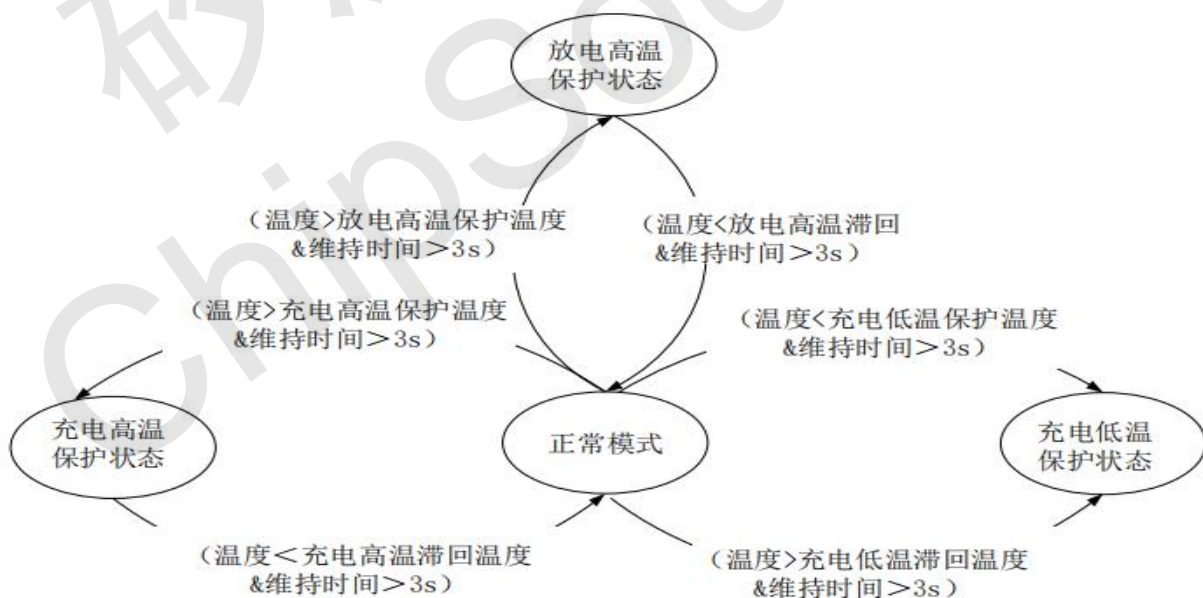 放电高温
保护状态
(温度>放电高温保护温度
&维持时间>3s)
(温度<放电高温滞回
&维持时间>3s)
(温度>充电高温保护温度
&维持时间>3s)
(温度<充电低温保护温度
&维持时间>3s)
充电高温
保护状态
正常模式
充电低温
保护状态
(温度<充电高温滞回温度
&维持时间>3s)
(温度>充电低温滞回温度
&维持时间>3s)